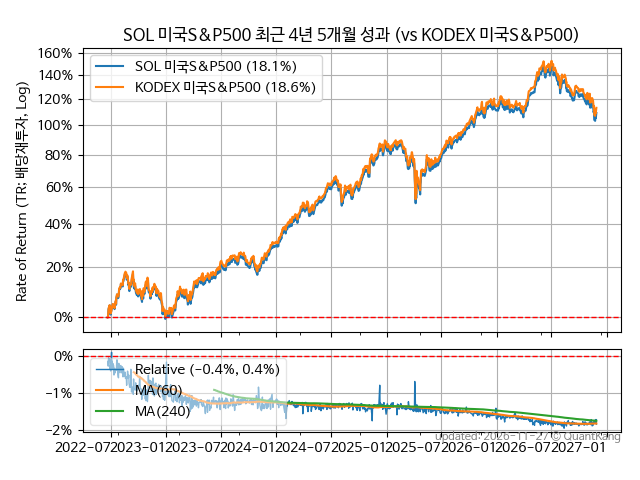 SOL 미국S&P500 최근 4년 5개월 성과 (vs KODEX 미국S&P500)
160%
140%
120%
100%
80%
60%
40%
20%
0%
Rate of Return (TR; 배당재투자, Log)
SOL 미국S&P500 (18.1%)
KODEX 미국S&P500 (18.6%)
0%
−1%
−2%
Relative (−0.4%, 0.4%)
MA(60)
MA(240)
2022−07
2023−01
2023−07
2024−01
2024−07
2025−01
2025−07
2026−01
2026−07
2027−01
updated: 2026−11−27 © QuantKang